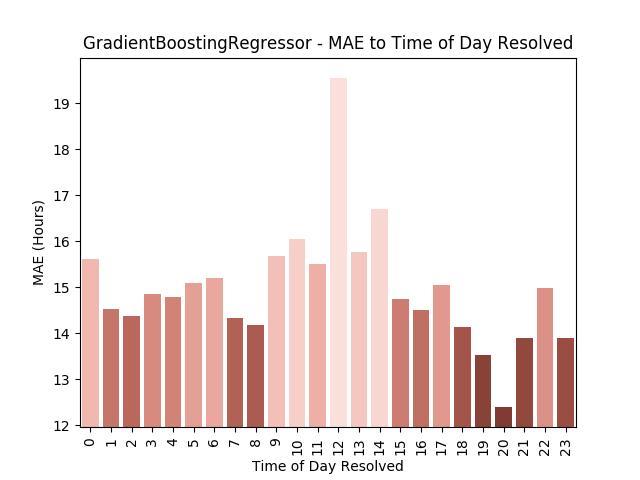 GradientBoostingRegressor - MAE to Time of Day Resolved
MAE (Hours)
19
18
17
16
15
14
13
12
0 1 2 3 4 5 6 7 8 9 10 11 12 13 14 15 16 17 18 19 20 21 22 23
Time of Day Resolved